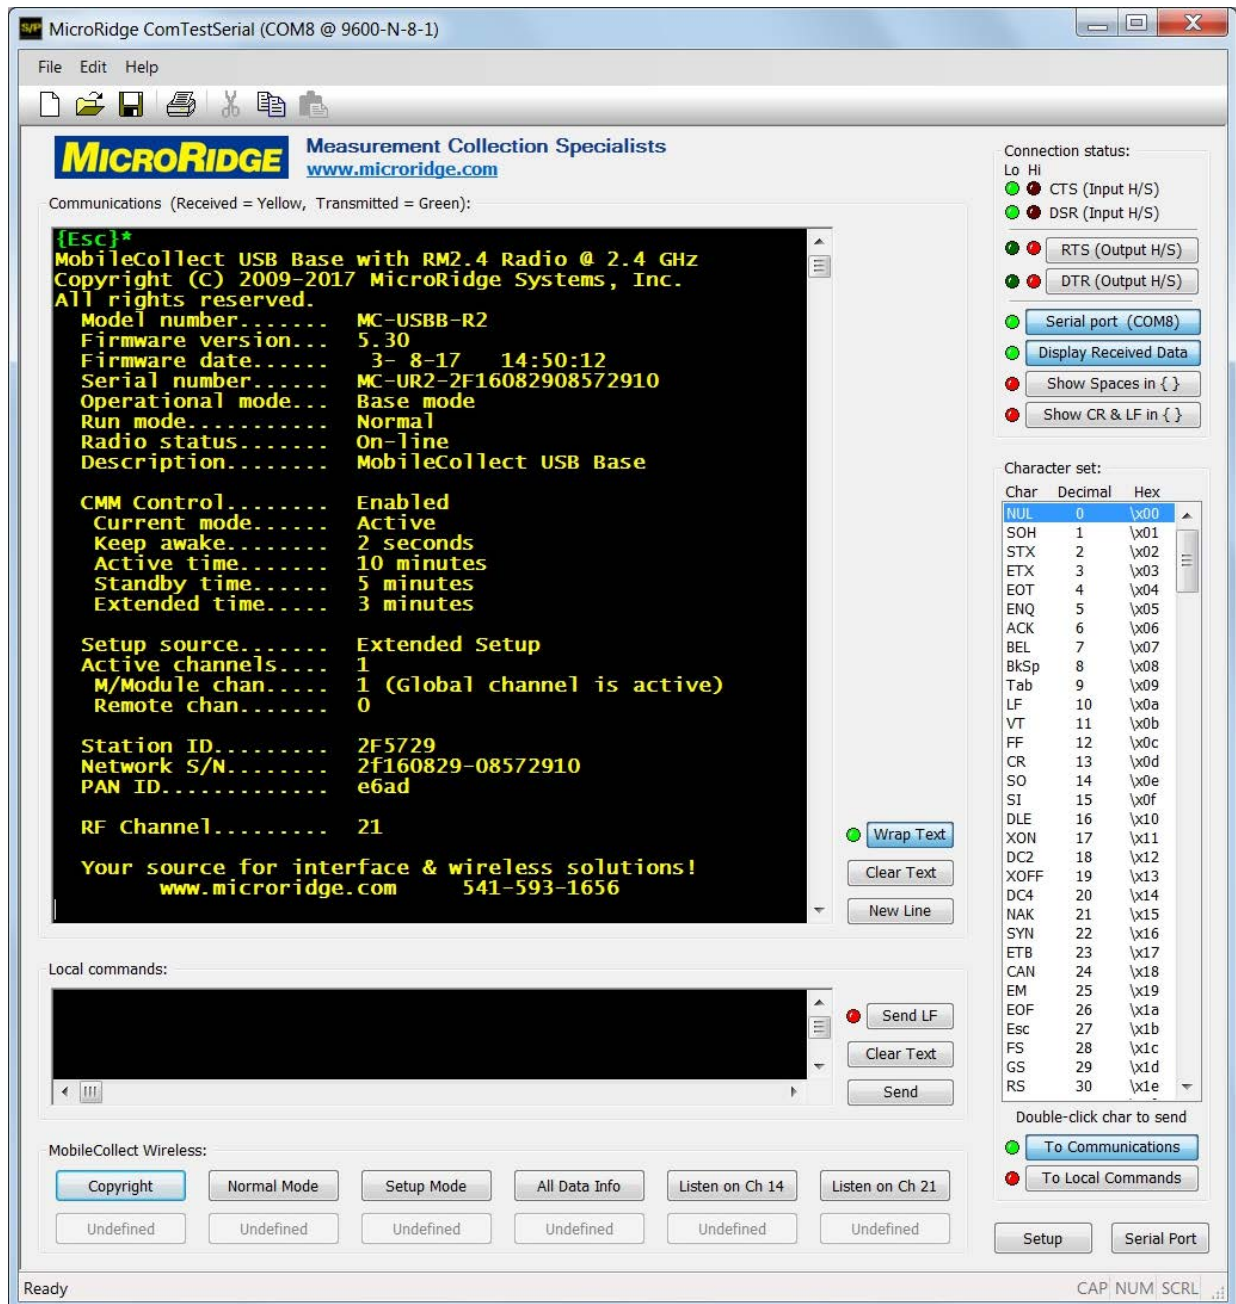 S/P MicroRidge ComTestSerial (COM8 @ 9600-N-8-1)
File Edit Help
MICRORIDGE
Measurement Collection Specialists
www.microridge.com
Communications (Received = Yellow, Transmitted = Green):
{Esc}*
MobileCollect USB Base with RM2.4 Radio @ 2.4 GHz
Copyright (C) 2009-2017 MicroRidge Systems, Inc.
All rights reserved.
Model number....... MC-USBB-R2
Firmware version... 5.30
Firmware date...... 3- 8-17 14:50:12
Serial number...... MC-UR2-2F16082908572910
Operational mode... Base mode
Run mode........... Normal
Radio status....... On-line
Description........ MobileCollect USB Base
CMM Control........ Enabled
Current mode...... Active
Keep awake........ 2 seconds
Active time....... 10 minutes
Standby time...... 5 minutes
Extended time..... 3 minutes
Setup source....... Extended Setup
Active channels.... 1
M/Module chan..... 1 (Global channel is active)
Remote chan....... 0
Station ID......... 2F5729
Network S/N........ 2f160829-08572910
PAN ID............. e6ad
RF Channel......... 21
Your source for interface & wireless solutions!
www.microridge.com 541-593-1656
Wrap Text
Clear Text
New Line
Local commands:
Send LF
Clear Text
Send
MobileCollect Wireless:
Copyright Normal Mode Setup Mode All Data Info Listen on Ch 14 Listen on Ch 21
Undefined Undefined Undefined Undefined Undefined Undefined
Connection status:
Lo Hi
CTS (Input H/S)
DSR (Input H/S)
RTS (Output H/S)
DTR (Output H/S)
Serial port (COM8)
Display Received Data
Show Spaces in { }
Show CR & LF in { }
Character set:
Char Decimal Hex
NUL 0 \x00
SOH 1 \x01
STX 2 \x02
ETX 3 \x03
EOT 4 \x04
ENQ 5 \x05
ACK 6 \x06
BEL 7 \x07
BkSp 8 \x08
Tab 9 \x09
LF 10 \x0a
VT 11 \x0b
FF 12 \x0c
CR 13 \x0d
SO 14 \x0e
SI 15 \x0f
DLE 16 \x10
XON 17 \x11
DC2 18 \x12
XOFF 19 \x13
DC4 20 \x14
NAK 21 \x15
SYN 22 \x16
ETB 23 \x17
CAN 24 \x18
EM 25 \x19
EOF 26 \x1a
Esc 27 \x1b
FS 28 \x1c
GS 29 \x1d
RS 30 \x1e
Double-click char to send
To Communications
To Local Commands
Setup Serial Port
Ready
CAP NUM SCRL